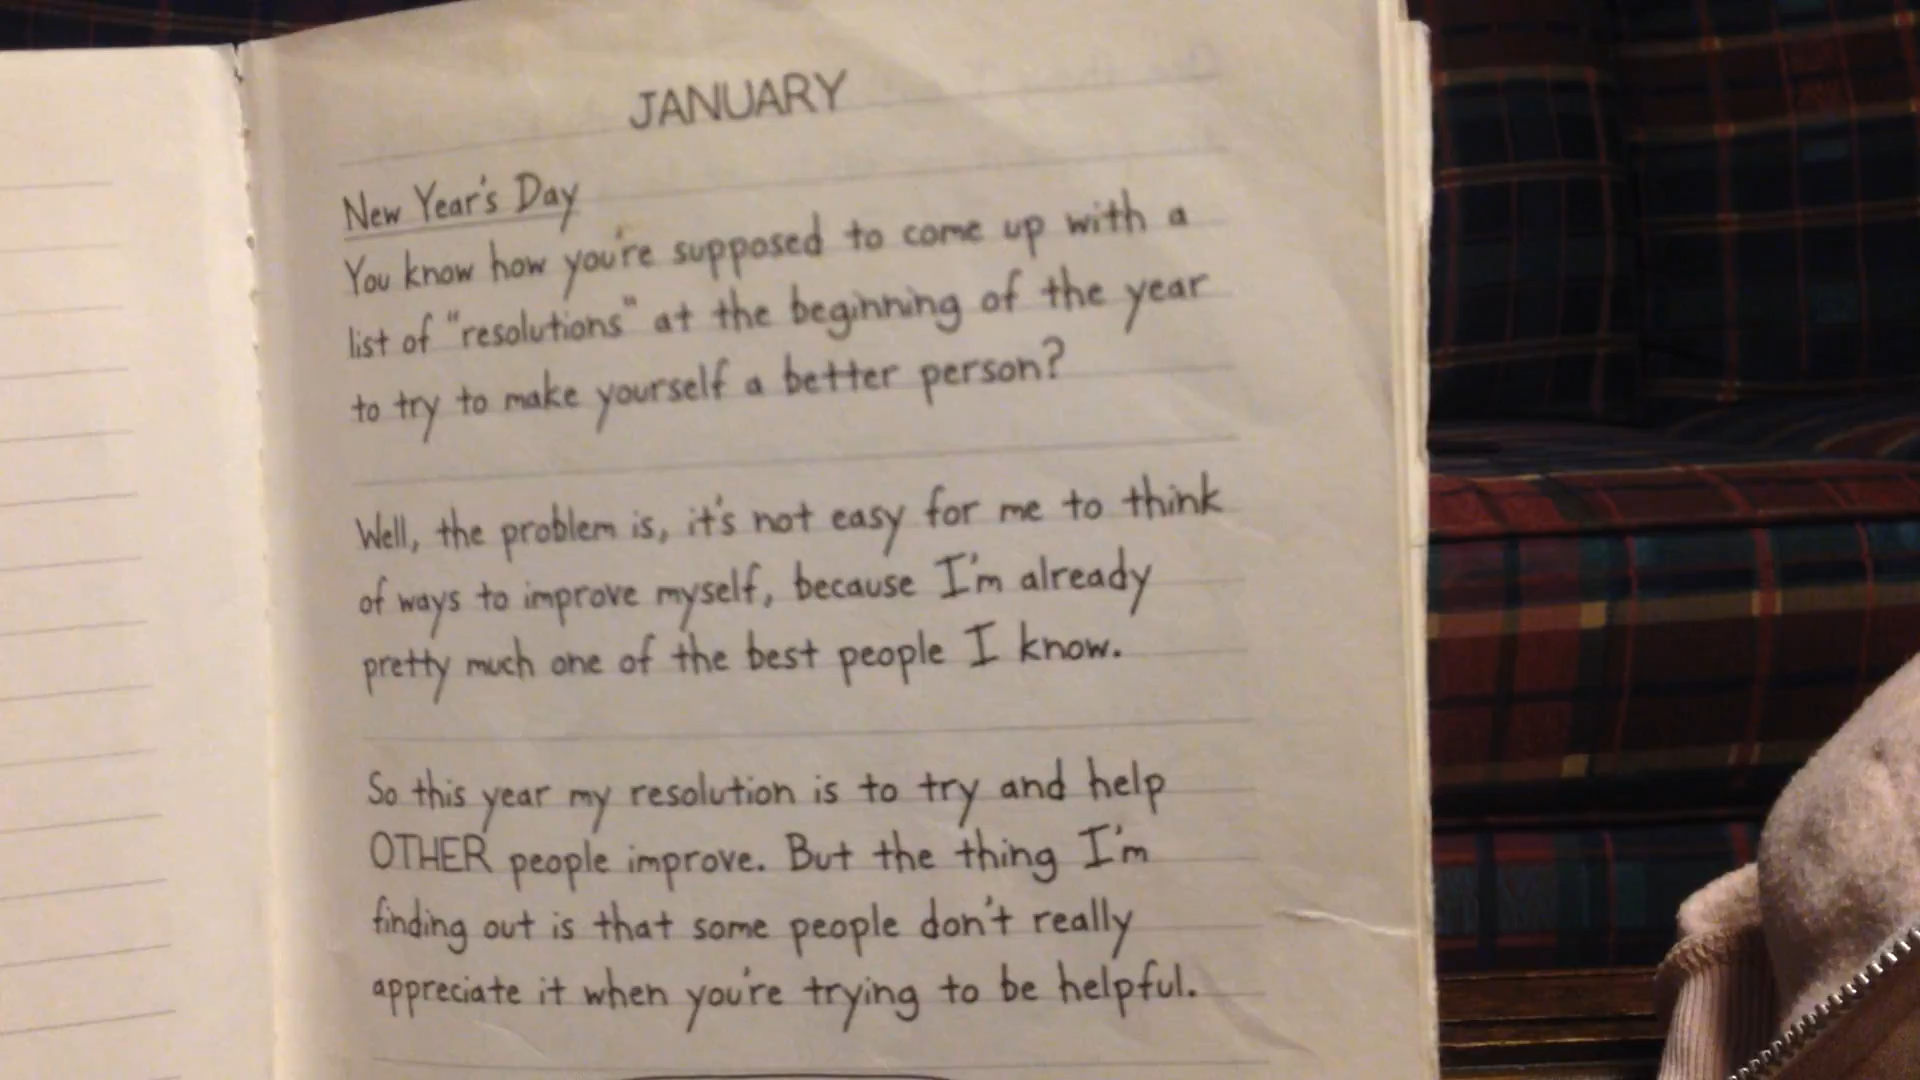 JANUARY
New Year's Day
You know how you're supposed to come up with a
list of "resolutions" at the beginning of the year
to try to make yourself a better person?
Well, the problem is, it's not easy for me to think
of ways to improve myself, because I'm already
pretty much one of the best people I know.
So this year my resolution is to try and help
OTHER people improve. But the thing I'm
finding out is that some people don't really
appreciate it when you're trying to be helpful.